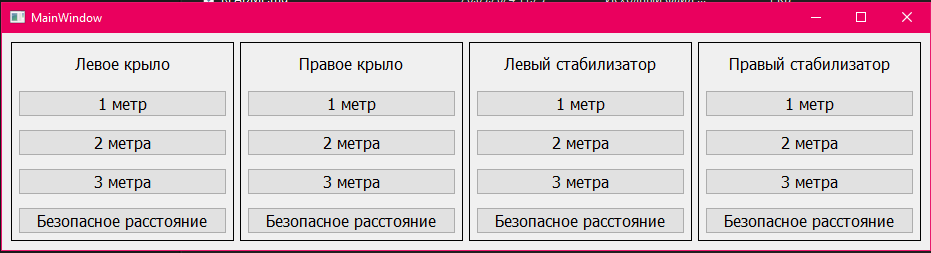 MainWindow
Левое крыло
1 метр
2 метра
3 метра
Безопасное расстояние
Правое крыло
1 метр
2 метра
3 метра
Безопасное расстояние
Левый стабилизатор
1 метр
2 метра
3 метра
Безопасное расстояние
Правый стабилизатор
1 метр
2 метра
3 метра
Безопасное расстояние